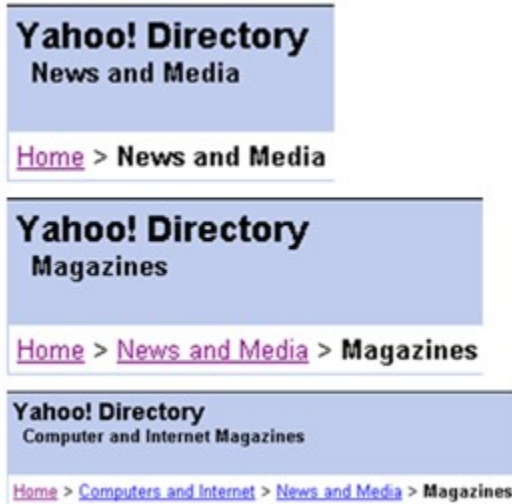 Yahoo! Directory
News and Media
Home > News and Media
Yahoo! Directory
Magazines
Home > News and Media > Magazines
Yahoo! Directory
Computer and Internet Magazines
Home > Computers and Internet > News and Media > Magazines